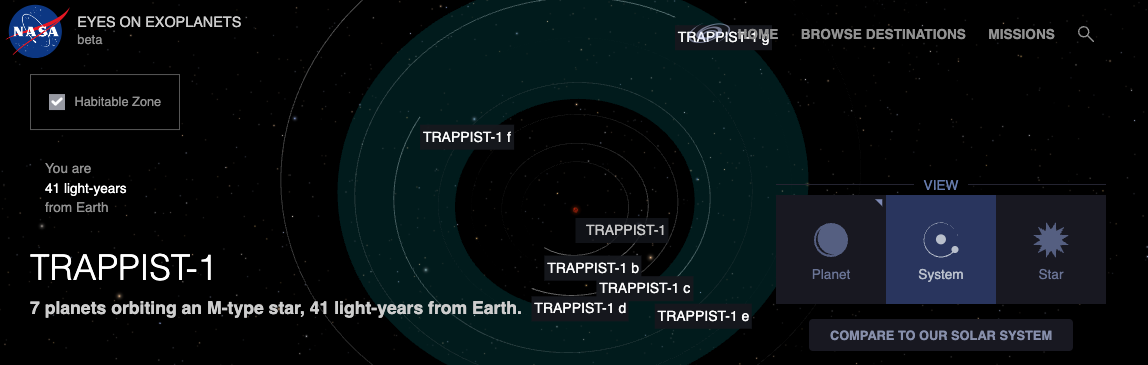 NASA
EYES ON EXOPLANETS
beta
TRAPPIST-1 g
HOME
BROWSE DESTINATIONS
MISSIONS
Habitable Zone
TRAPPIST-1 f
You are
41 light-years
from Earth
VIEW
TRAPPIST-1
Planet
System
Star
TRAPPIST-1
TRAPPIST-1 b
TRAPPIST-1 c
7 planets orbiting an M-type star, 41 light-years from Earth.
TRAPPIST-1 d
TRAPPIST-1 e
COMPARE TO OUR SOLAR SYSTEM